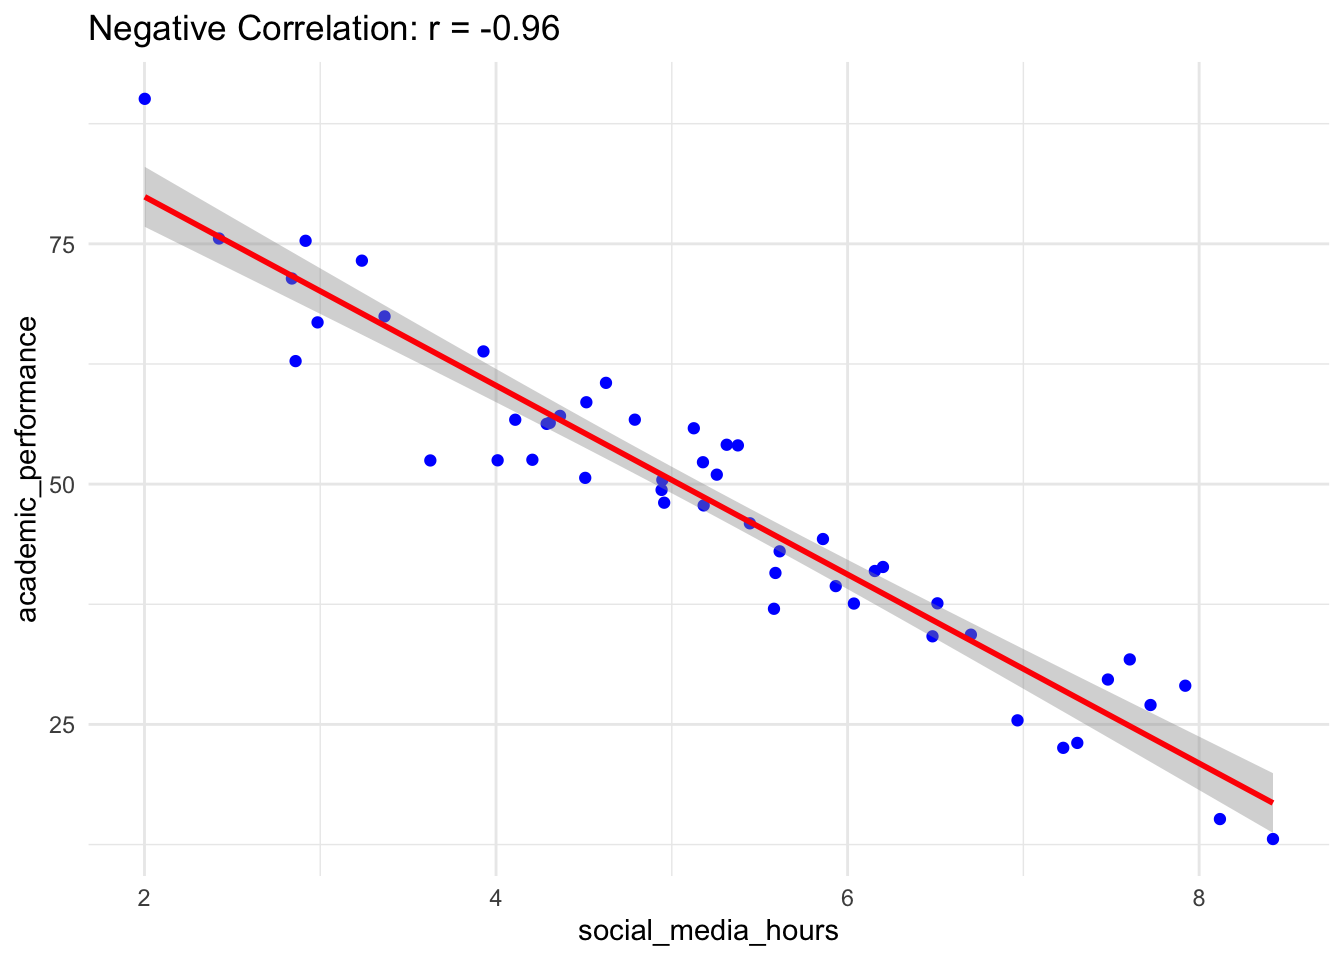 Negative Correlation: r = -0.96
academic_performance
75
50
25
2
4
6
8
social_media_hours